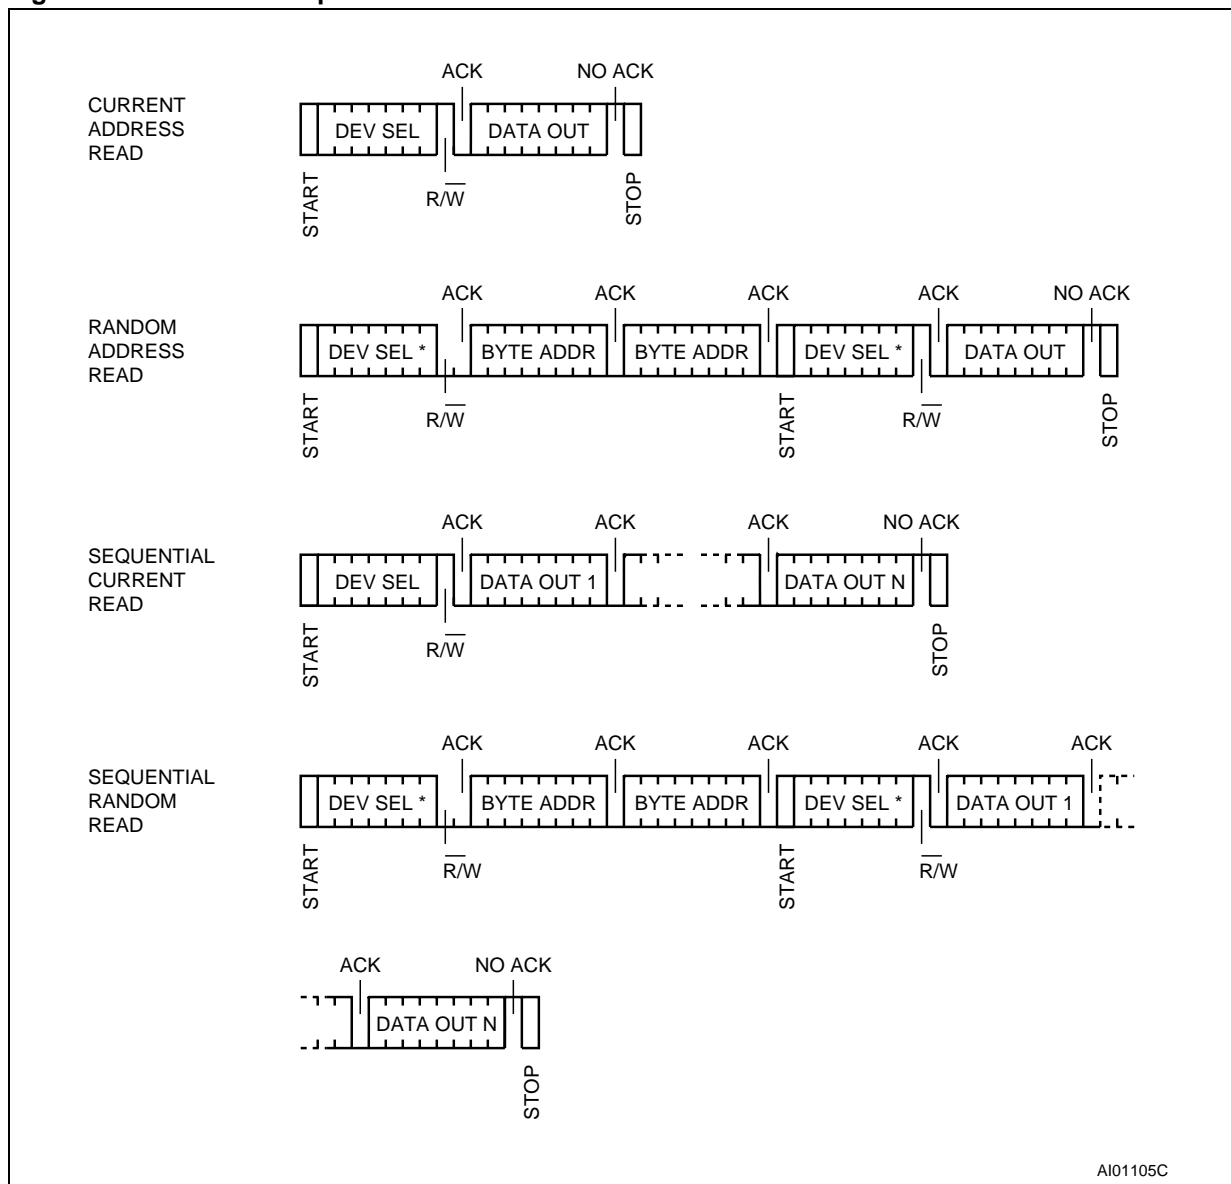 ACK NO ACK
CURRENT
ADDRESS
READ
DEV SEL DATA OUT
START R/W̅ STOP
ACK ACK ACK ACK NO ACK
RANDOM
ADDRESS
READ
DEV SEL * BYTE ADDR BYTE ADDR DEV SEL * DATA OUT
START R/W̅ START R/W̅ STOP
ACK ACK ACK NO ACK
SEQUENTIAL
CURRENT
READ
DEV SEL DATA OUT 1 DATA OUT N
START R/W̅ STOP
ACK ACK ACK ACK ACK
SEQUENTIAL
RANDOM
READ
DEV SEL * BYTE ADDR BYTE ADDR DEV SEL * DATA OUT 1
START R̅/W START R̅/W
ACK NO ACK
DATA OUT N
STOP
AI01105C